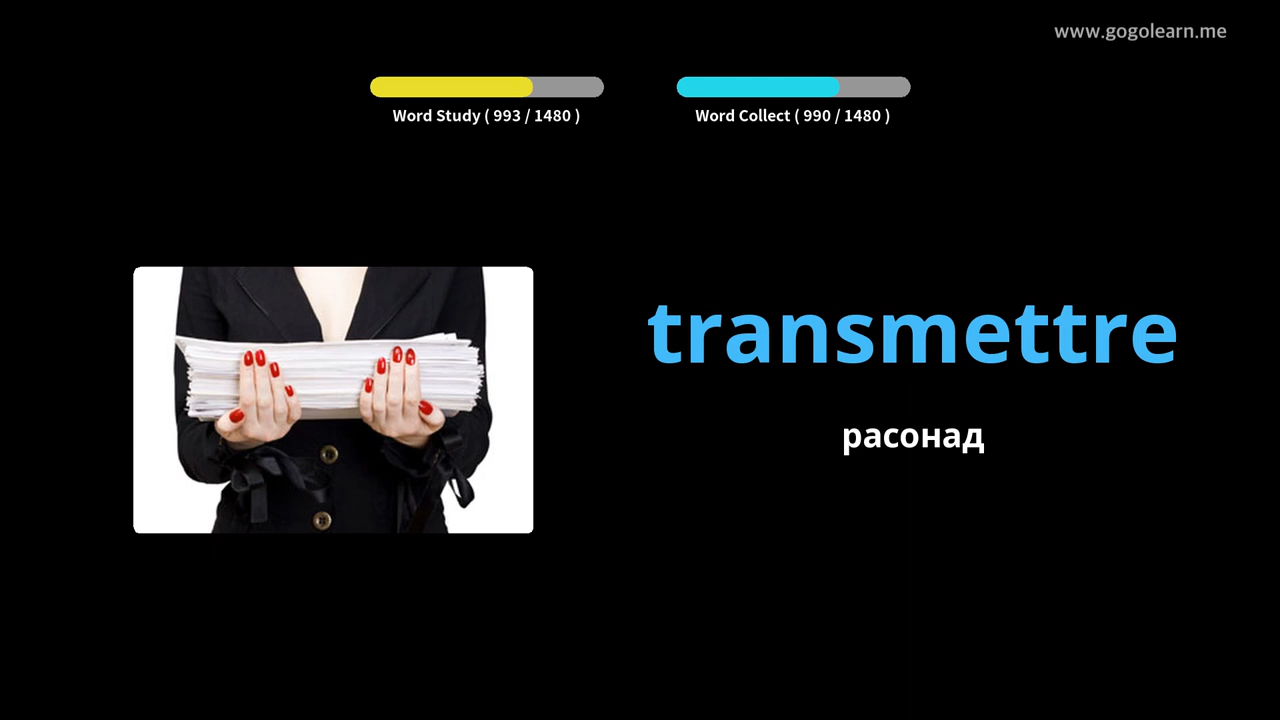 www.gogolearn.me
Word Study ( 993 / 1480 )
Word Collect ( 990 / 1480 )
transmettre
расонад